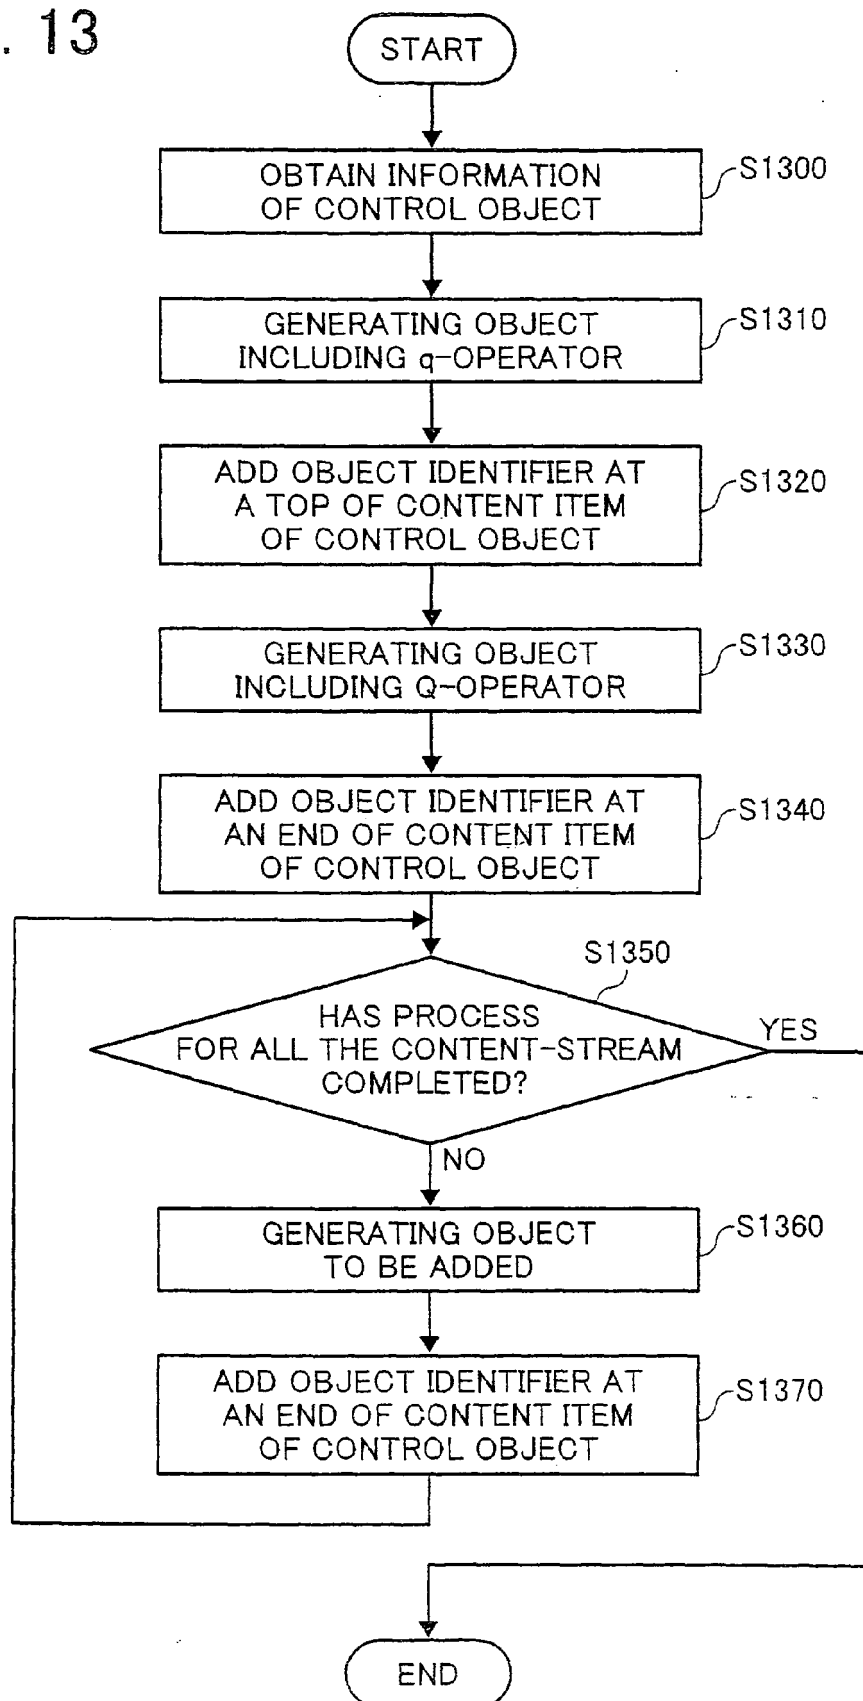 . 13
START
OBTAIN INFORMATION
OF CONTROL OBJECT
S1300
GENERATING OBJECT
INCLUDING q-OPERATOR
S1310
ADD OBJECT IDENTIFIER AT
A TOP OF CONTENT ITEM
OF CONTROL OBJECT
S1320
GENERATING OBJECT
INCLUDING Q-OPERATOR
S1330
ADD OBJECT IDENTIFIER AT
AN END OF CONTENT ITEM
OF CONTROL OBJECT
S1340
S1350
HAS PROCESS
FOR ALL THE CONTENT-STREAM
COMPLETED?
YES
NO
GENERATING OBJECT
TO BE ADDED
S1360
ADD OBJECT IDENTIFIER AT
AN END OF CONTENT ITEM
OF CONTROL OBJECT
S1370
END